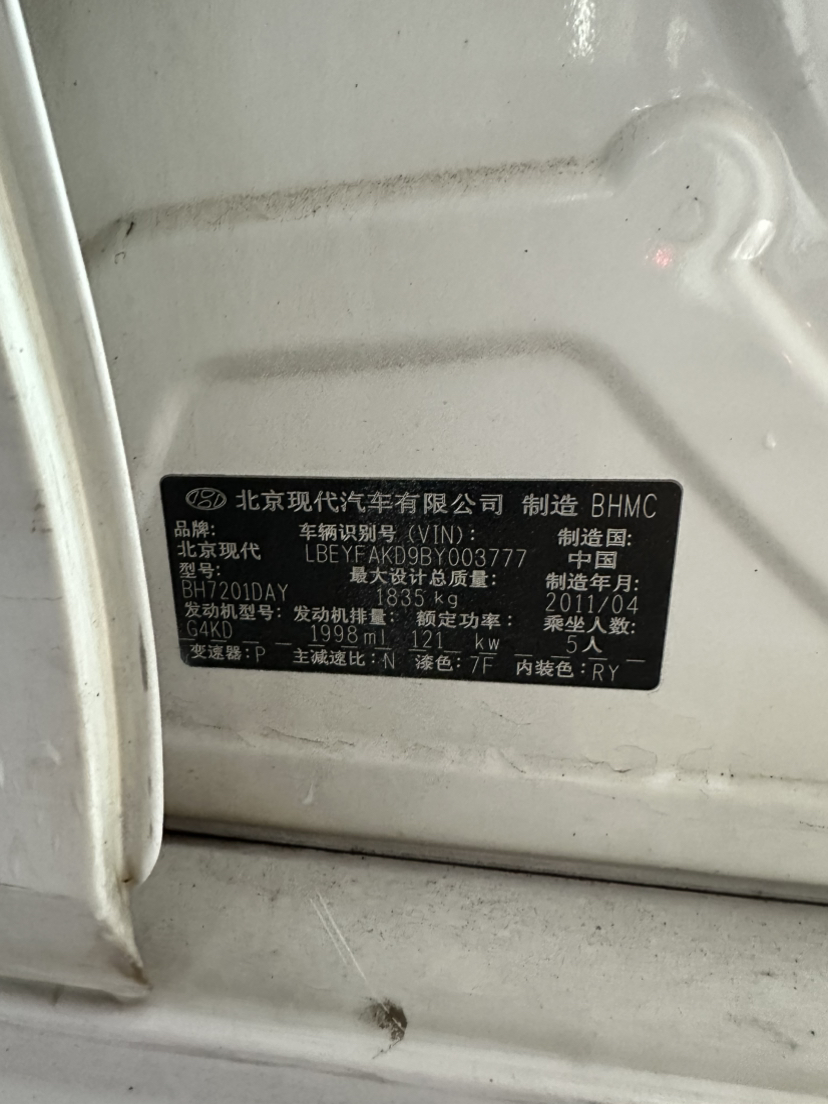 北京现代汽车有限公司 制造 BHMC
品牌: 车辆识别号 (VIN): 制造国:
北京现代 LBEYFAKD9BY003777 中国
型号: 最大设计总质量: 制造年月:
BH7201DAY 1835 kg 2011/04
发动机型号: 发动机排量: 额定功率: 乘坐人数:
G4KD 1998ml 121 kw 5人
变速器:P 主减速比:N 漆色:7F 内装色:RY